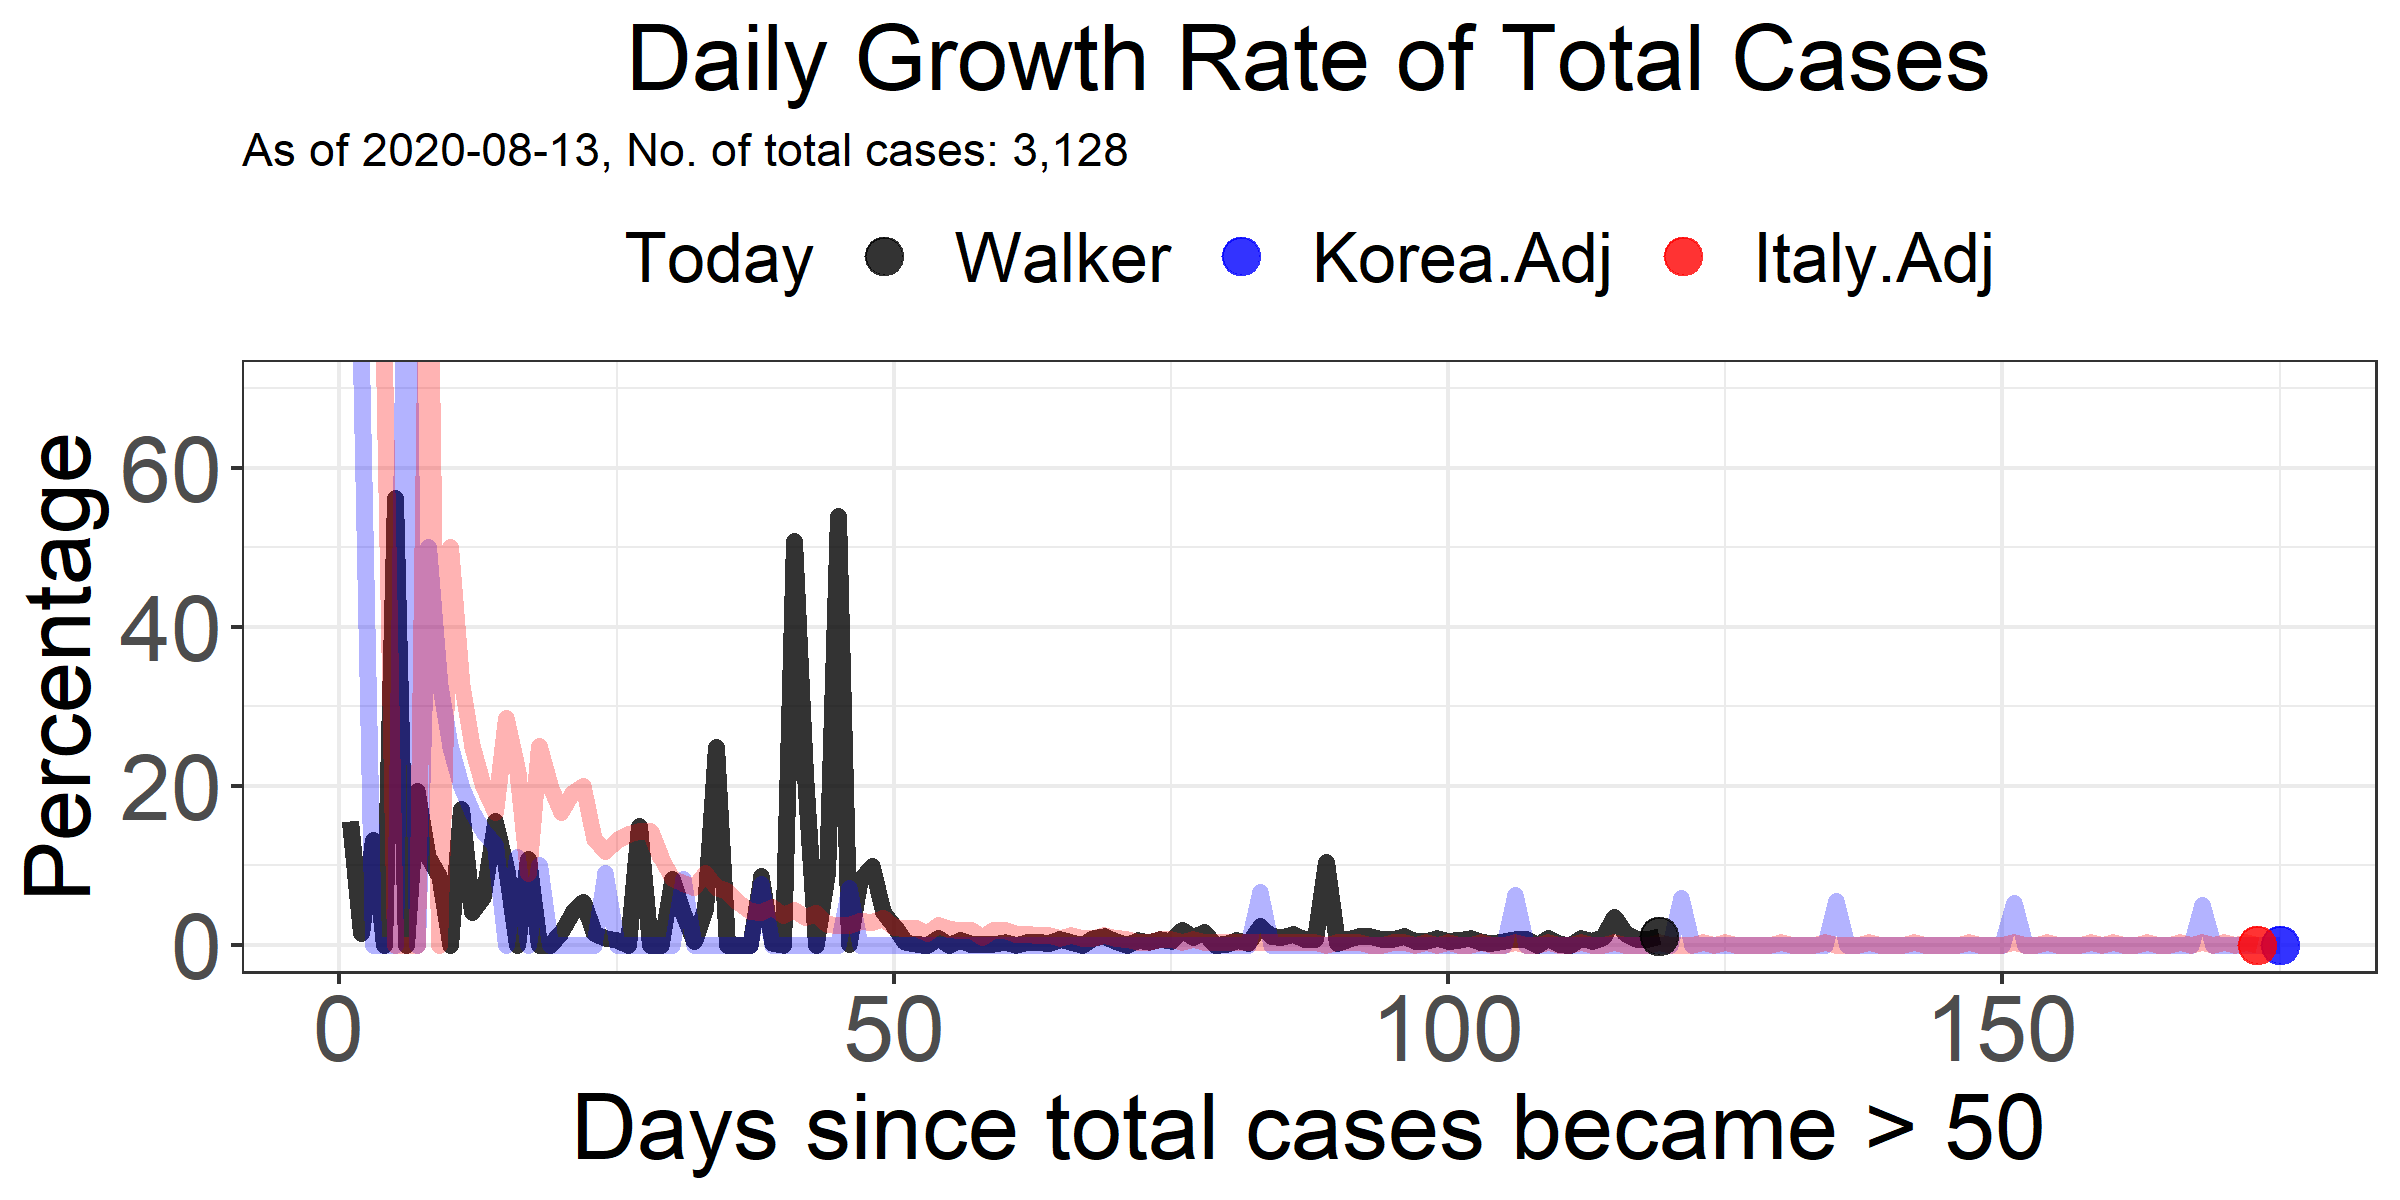 Daily Growth Rate of Total Cases
As of 2020-08-13, No. of total cases: 3,128
Today Walker Korea.Adj Italy.Adj
Percentage
60
40
20
0
0 50 100 150
Days since total cases became > 50